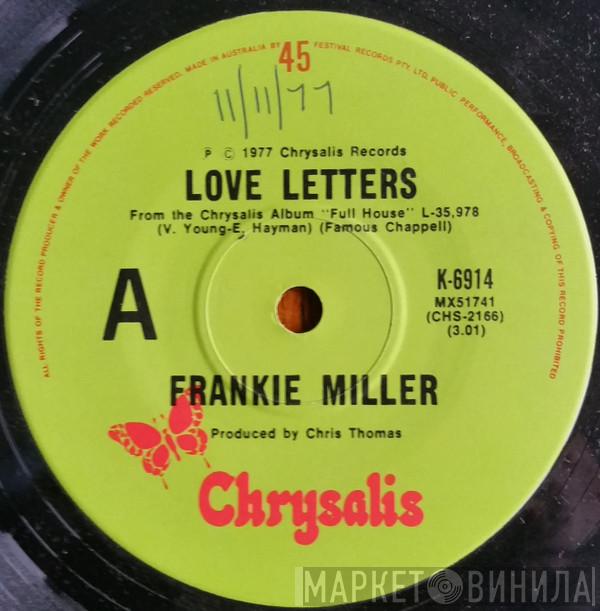 ALL RIGHTS OF THE RECORD PRODUCER & OWNER OF THE WORK RECORDED RESERVED. MADE IN AUSTRALIA BY FESTIVAL RECORDS PTY. LTD. PUBLIC PERFORMANCE, BROADCASTING & COPYING OF THIS RECORD PROHIBITED
45
11/11/77
℗ © 1977 Chrysalis Records
LOVE LETTERS
From the Chrysalis Album "Full House" L-35,978
(V. Young-E. Hayman) (Famous Chappell)
A
K-6914
MX51741
(CHS-2166)
(3.01)
FRANKIE MILLER
Produced by Chris Thomas
Chrysalis
МАРКЕТ ВИНИЛА